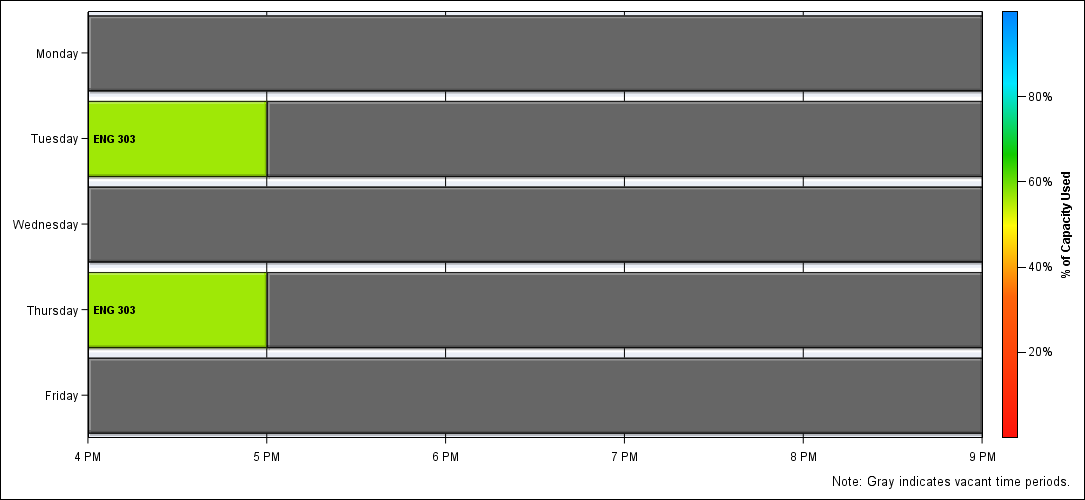 Monday
Tuesday
ENG 303
Wednesday
Thursday
ENG 303
Friday
4 PM
5 PM
6 PM
7 PM
8 PM
9 PM
80%
60%
40%
20%
% of Capacity Used
Note: Gray indicates vacant time periods.